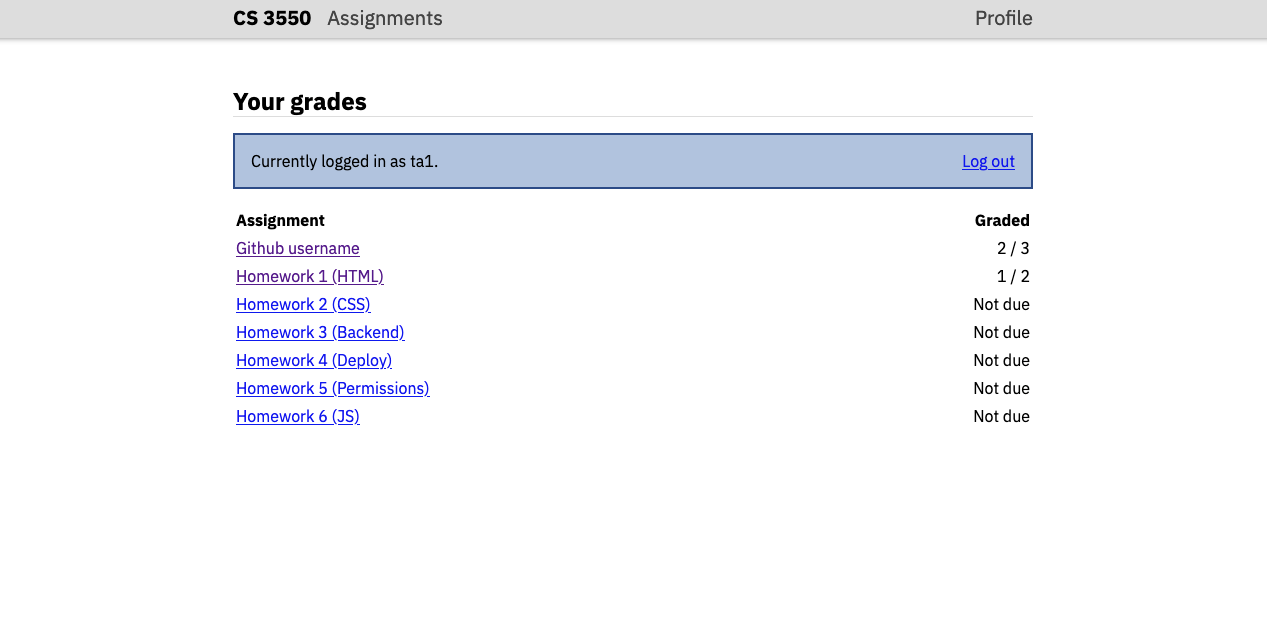 CS 3550 Assignments Profile
Your grades
Currently logged in as ta1. Log out
Assignment Graded
Github username 2 / 3
Homework 1 (HTML) 1 / 2
Homework 2 (CSS) Not due
Homework 3 (Backend) Not due
Homework 4 (Deploy) Not due
Homework 5 (Permissions) Not due
Homework 6 (JS) Not due